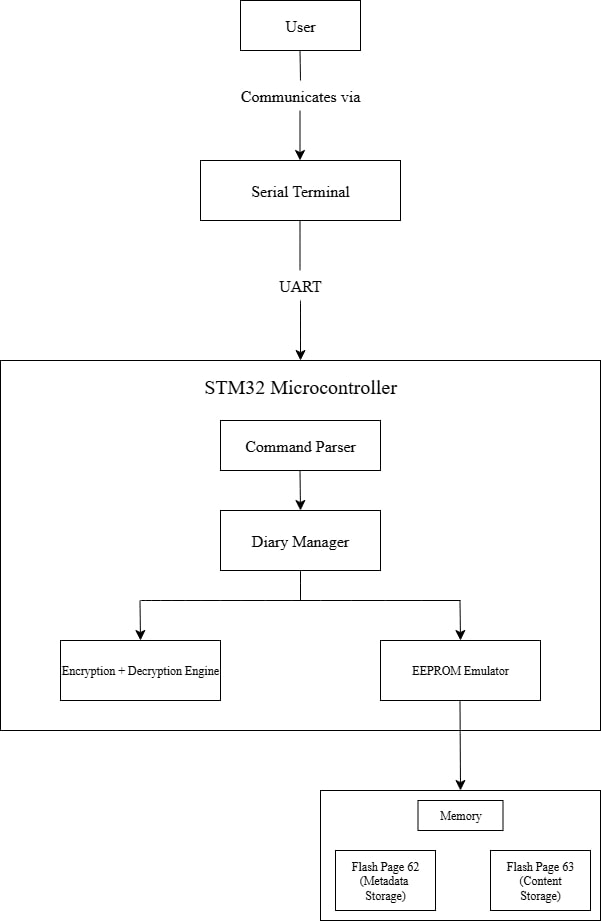 User
Communicates via
Serial Terminal
UART
STM32 Microcontroller
Command Parser
Diary Manager
Encryption + Decryption Engine
EEPROM Emulator
Memory
Flash Page 62
(Metadata
Storage)
Flash Page 63
(Content
Storage)